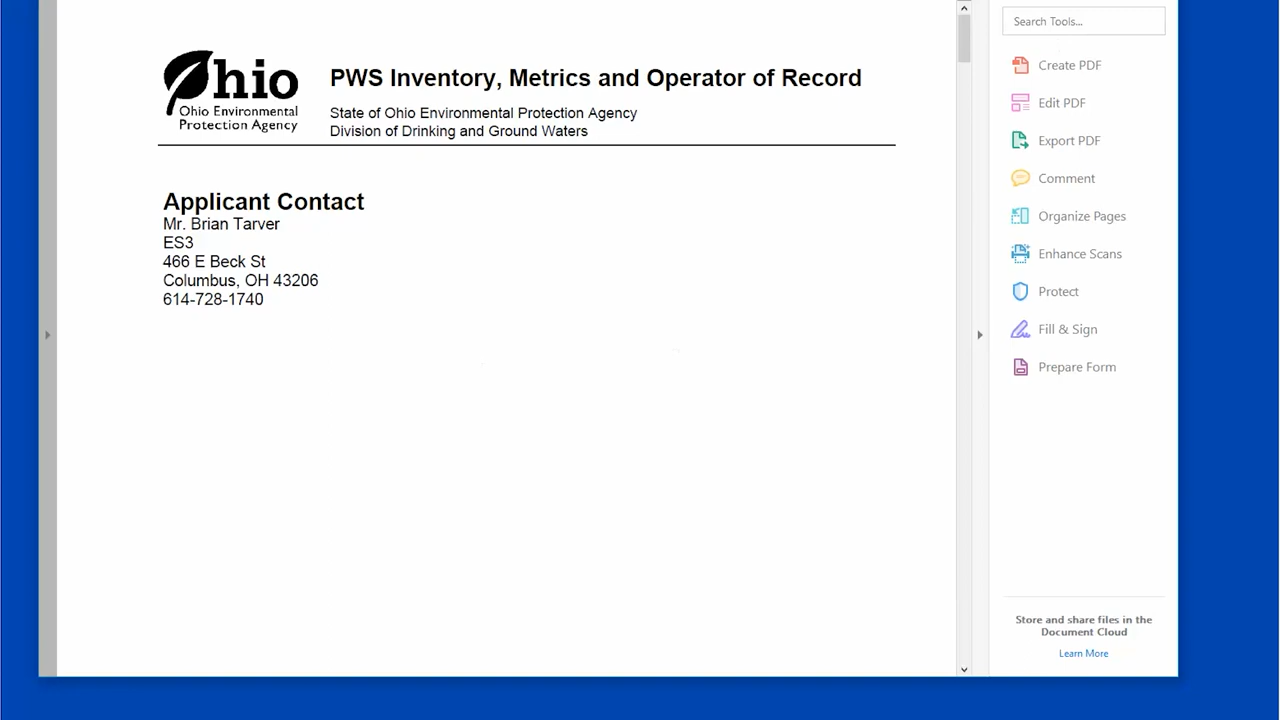 Ohio
Ohio Environmental
Protection Agency
PWS Inventory, Metrics and Operator of Record
State of Ohio Environmental Protection Agency
Division of Drinking and Ground Waters
Applicant Contact
Mr. Brian Tarver
ES3
466 E Beck St
Columbus, OH 43206
614-728-1740
Search Tools...
Create PDF
Edit PDF
Export PDF
Comment
Organize Pages
Enhance Scans
Protect
Fill & Sign
Prepare Form
Store and share files in the
Document Cloud
Learn More